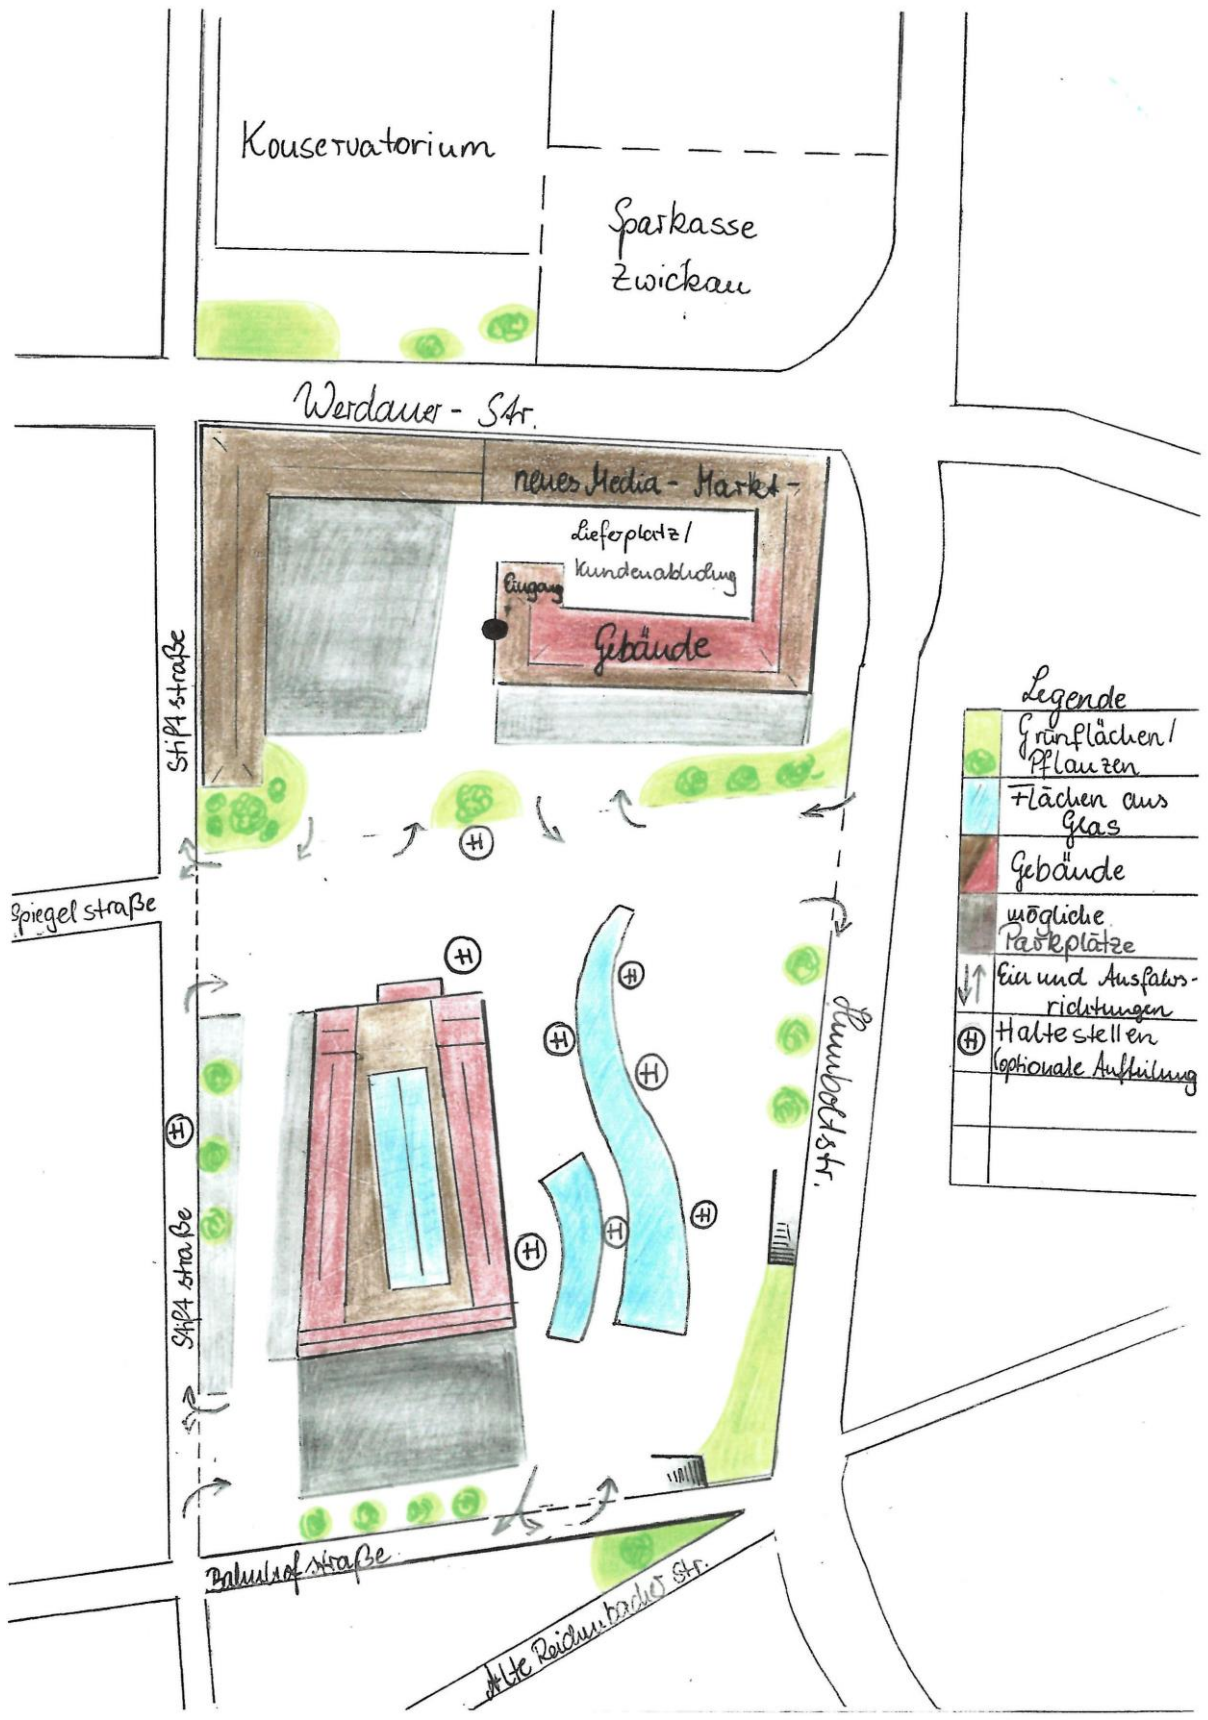 Konservatorium
Sparkasse
Zwickau
Werdauer- Str.
neues Media - Markt -
Lieferplatz/
Kundenabholung
Eingang
Gebäude
Stiftstraße
H
Spiegelstraße
H
H
H
H
H
H
H
H
Stiftstraße
Humboldtstr.
Bahnhofstraße
Alte Reichenbacher Str.
Legende
Grünflächen/
Pflanzen
Flächen aus
Glas
Gebäude
mögliche
Parkplätze
Ein und Ausfahrs-
richtungen
H Haltestellen
(optionale Aufteilung